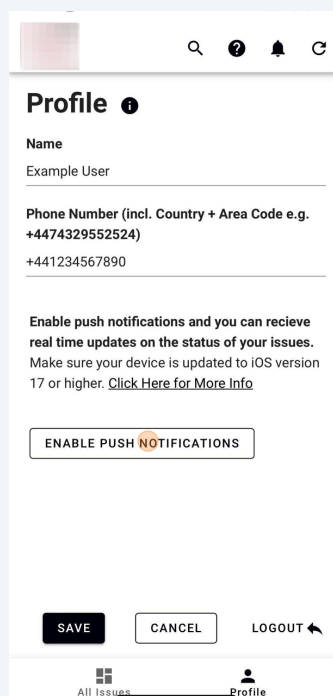 Profile
Name
Example User
Phone Number (incl. Country + Area Code e.g.
+4474329552524)
+441234567890
Enable push notifications and you can recieve
real time updates on the status of your issues.
Make sure your device is updated to iOS version
17 or higher. Click Here for More Info
ENABLE PUSH NOTIFICATIONS
SAVE CANCEL LOGOUT
All Issues Profile